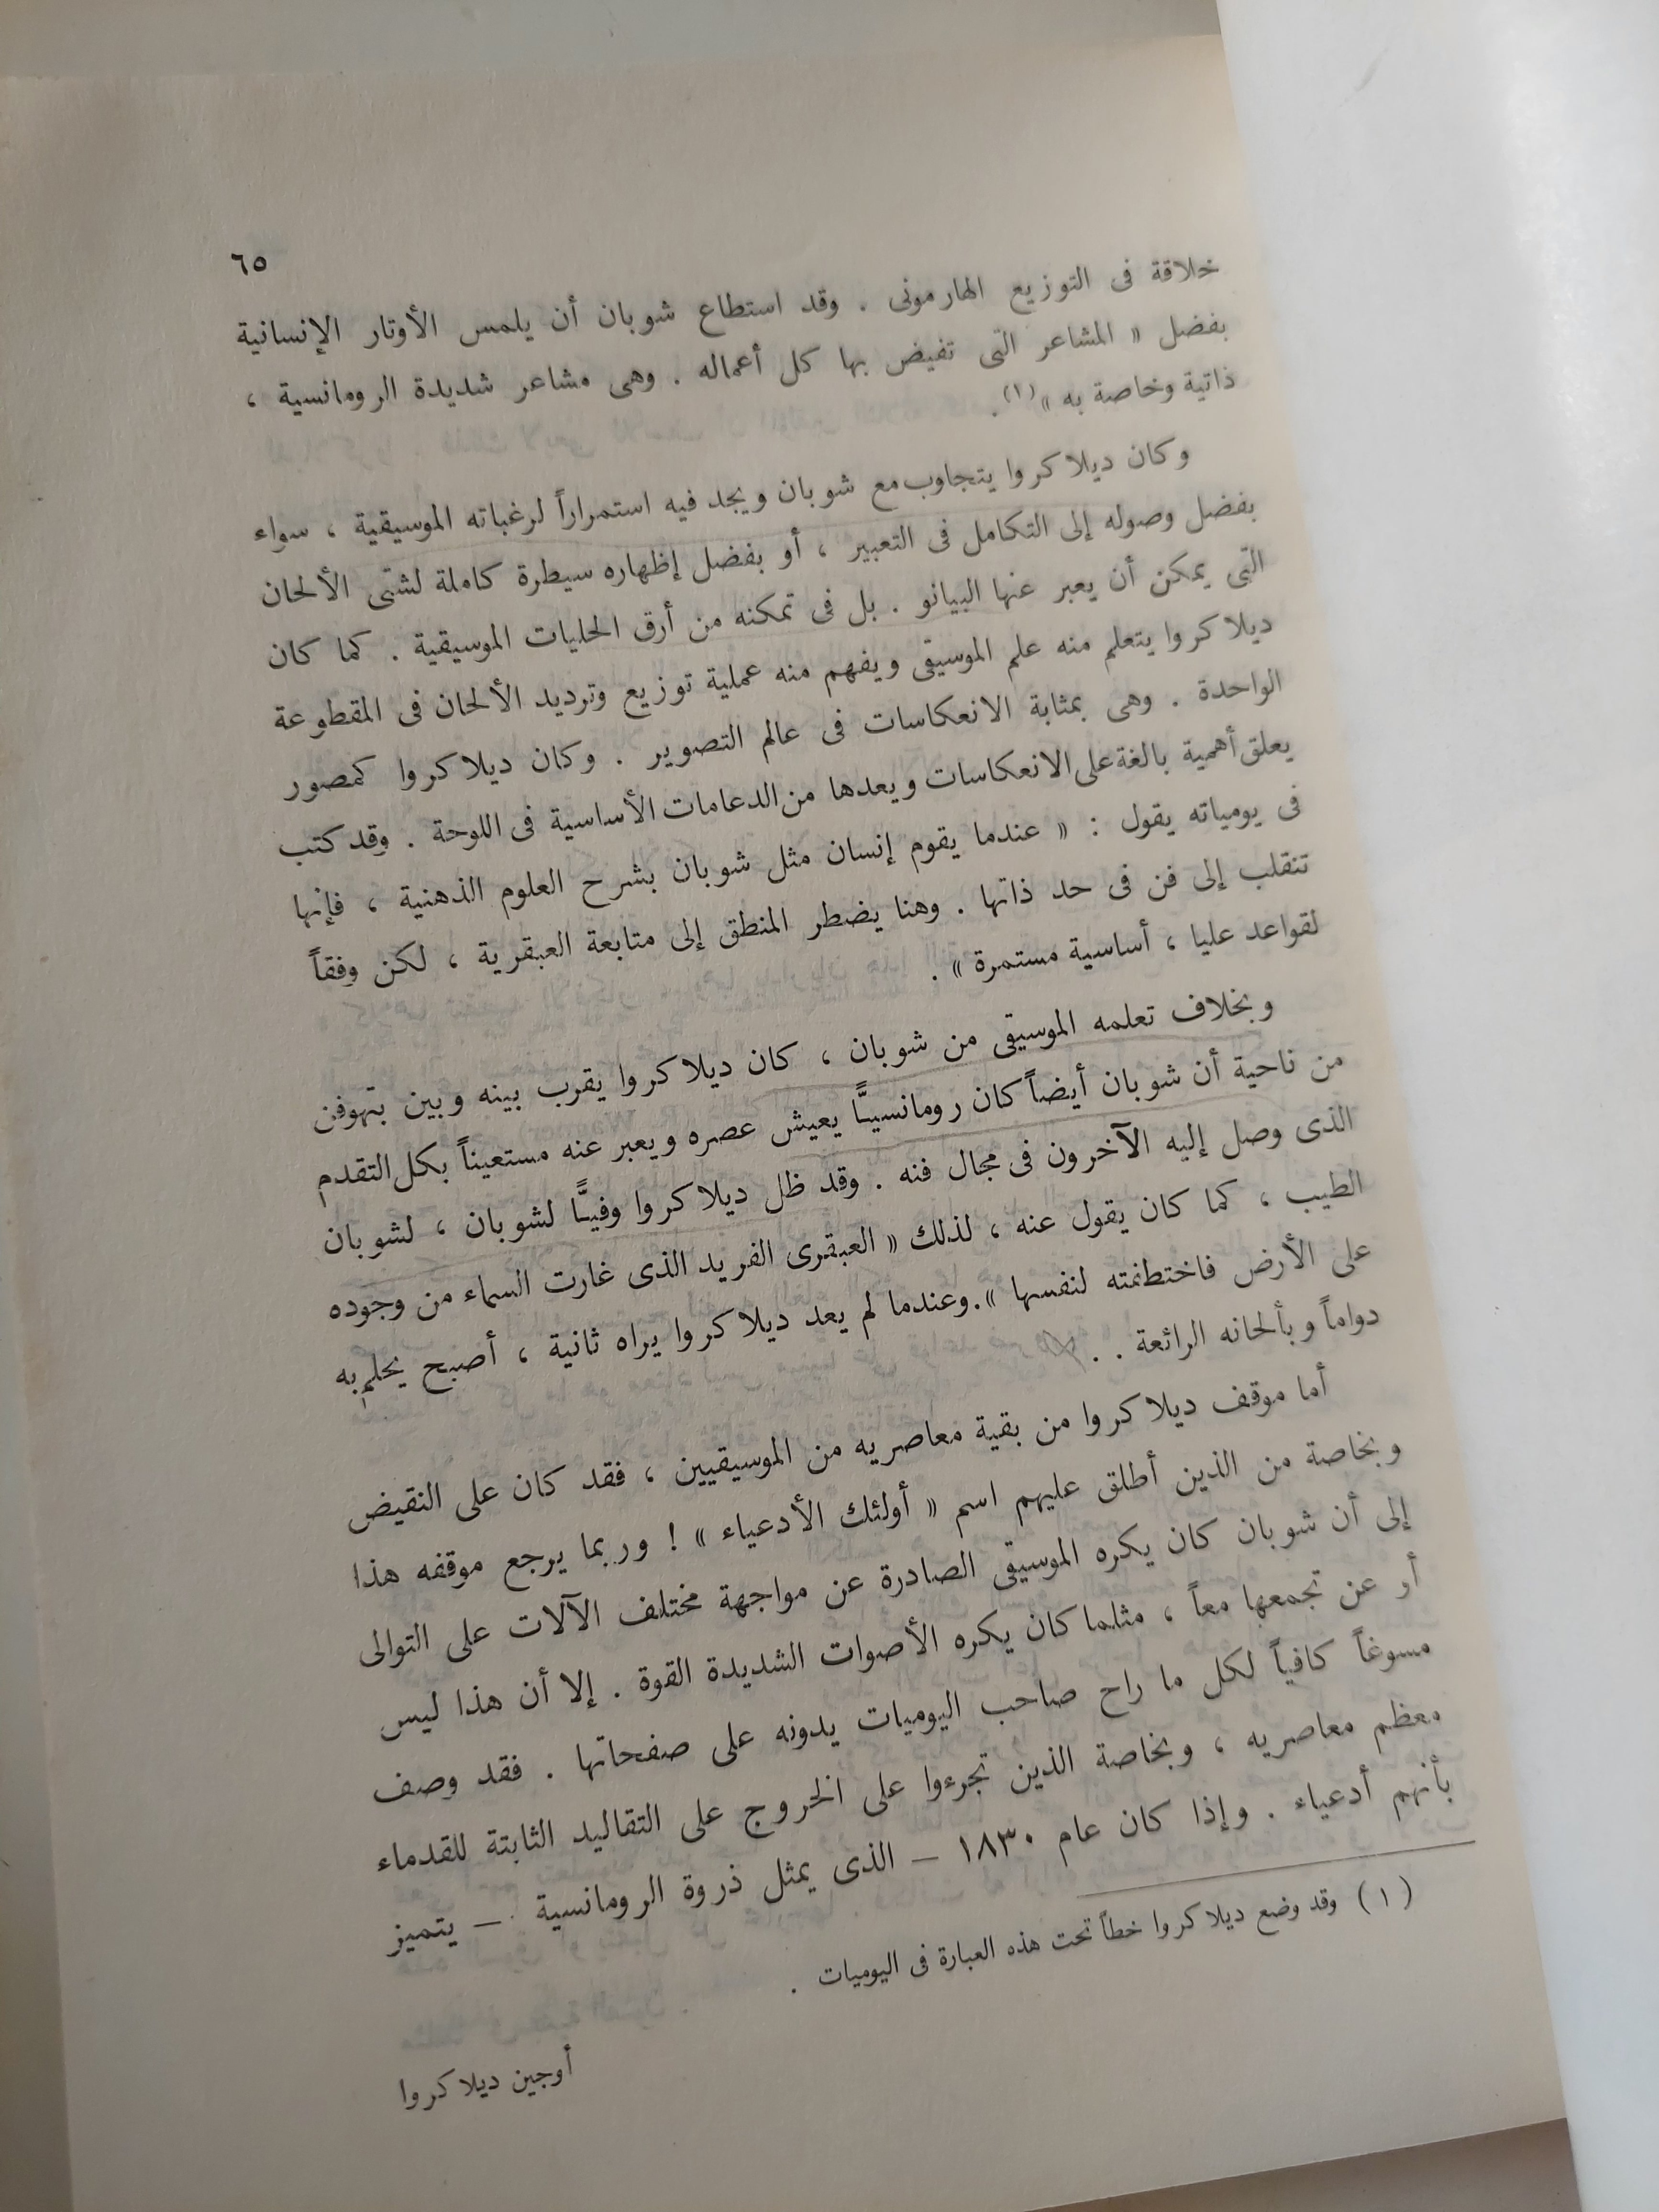 ٦٥
خلاقة فى التوزيع الهارمونى . وقد استطاع شوبان أن يلمس الأوتار الإنسانية
بفضل « المشاعر التى تفيض بها كل أعماله . وهى مشاعر شديدة الرومانسية ،
ذاتية وخاصة به »(١).
وكان ديلاكروا يتجاوب مع شوبان ويجد فيه استمراراً لرغباته الموسيقية ، سواء
بفضل وصوله إلى التكامل فى التعبير ، أو بفضل إظهاره سيطرة كاملة لشتى الألحان
التى يمكن أن يعبر عنها البيانو . بل فى تمكنه من أرق الحليات الموسيقية . كما كان
ديلاكروا يتعلم منه علم الموسيقى ويفهم منه عملية توزيع وترديد الألحان فى المقطوعة
الواحدة . وهى بمثابة الانعكاسات فى عالم التصوير . وكان ديلاكروا كمصور
يعلق أهمية بالغة على الانعكاسات ويعدها من الدعامات الأساسية فى اللوحة . وقد كتب
فى يومياته يقول : « عندما يقوم إنسان مثل شوبان بشرح العلوم الذهنية ، فإنها
تنقلب إلى فن فى حد ذاتها . وهنا يضطر المنطق إلى متابعة العبقرية ، لكن وفقاً
لقواعد عليا ، أساسية مستمرة » .
وبخلاف تعلمه الموسيقى من شوبان ، كان ديلاكروا يقرب بينه وبين بتهوفن
من ناحية أن شوبان أيضاً كان رومانسيًّا يعيش عصره ويعبر عنه مستعيناً بكل التقدم
الذى وصل إليه الآخرون فى مجال فنه . وقد ظل ديلاكروا وفيًّا لشوبان ، لشوبان
الطيب ، كما كان يقول عنه ، لذلك « العبقرى الفريد الذى غارت السماء من وجوده
على الأرض فاختطفته لنفسها ». وعندما لم يعد ديلاكروا يراه ثانية ، أصبح يحلم به
دواماً وبألحانه الرائعة . .
أما موقف ديلاكروا من بقية معاصريه من الموسيقيين ، فقد كان على النقيض
وبخاصة من الذين أطلق عليهم اسم « أولئك الأدعياء » ! وربما يرجع موقفه هذا
إلى أن شوبان كان يكره الموسيقى الصادرة عن مواجهة مختلف الآلات على التوالى
أو عن تجمعها معاً ، مثلما كان يكره الأصوات الشديدة القوة . إلا أن هذا ليس
مسوغاً كافياً لكل ما راح صاحب اليوميات يدونه على صفحاتها . فقد وصف
معظم معاصريه ، وبخاصة الذين تجرءوا على الخروج على التقاليد الثابتة للقدماء
بأنهم أدعياء . وإذا كان عام ١٨٣٠ – الذى يمثل ذروة الرومانسية – يتميز
(١) وقد وضع ديلاكروا خطاً تحت هذه العبارة فى اليوميات .
أوجين ديلاكروا